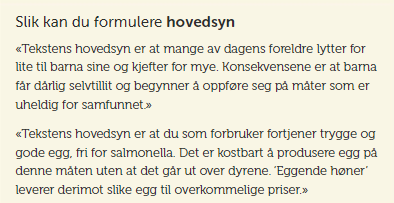 Slik kan du formulere hovedsyn
«Tekstens hovedsyn er at mange av dagens foreldre lytter for
lite til barna sine og kjefter for mye. Konsekvensene er at barna
får dårlig selvtillit og begynner å oppføre seg på måter som er
uheldig for samfunnet.»
«Tekstens hovedsyn er at du som forbruker fortjener trygge og
gode egg, fri for salmonella. Det er kostbart å produsere egg på
denne måten uten at det går ut over dyrene. ‘Eggende høner’
leverer derimot slike egg til overkommelige priser.»